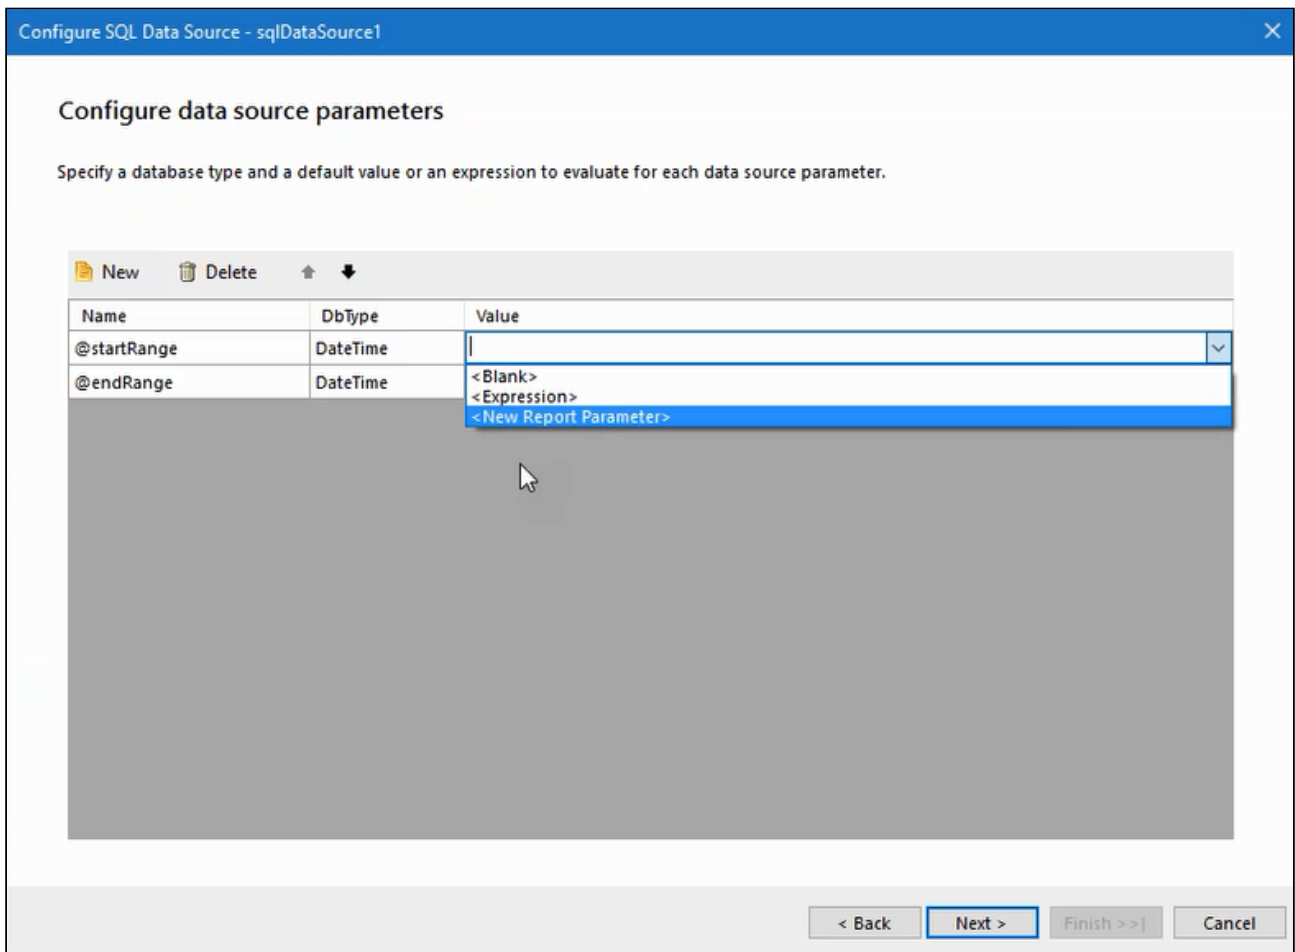 Configure SQL Data Source - sqlDataSource1
Configure data source parameters
Specify a database type and a default value or an expression to evaluate for each data source parameter.
New Delete
Name DbType Value
@startRange DateTime
@endRange DateTime
<Blank>
<Expression>
<New Report Parameter>
< Back Next > Finish >>| Cancel